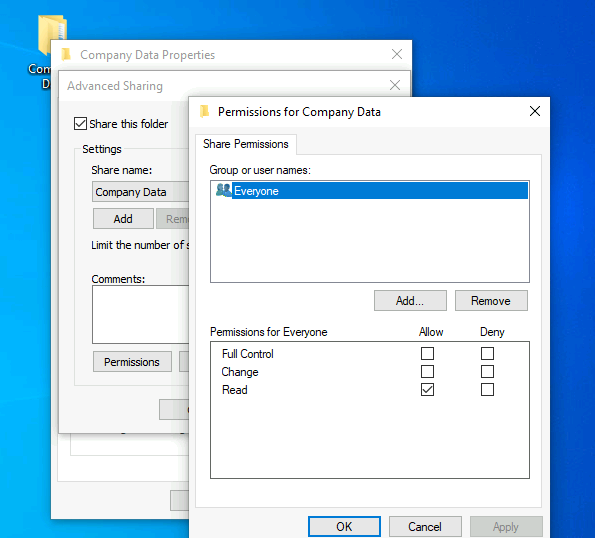 Company Data Properties
Advanced Sharing
Share this folder
Settings
Share name:
Company Data
Add
Limit the number of
Comments:
Permissions
Permissions for Company Data
Share Permissions
Group or user names:
Everyone
Add...
Remove
Permissions for Everyone
Allow
Deny
Full Control
Change
Read
OK
Cancel
Apply